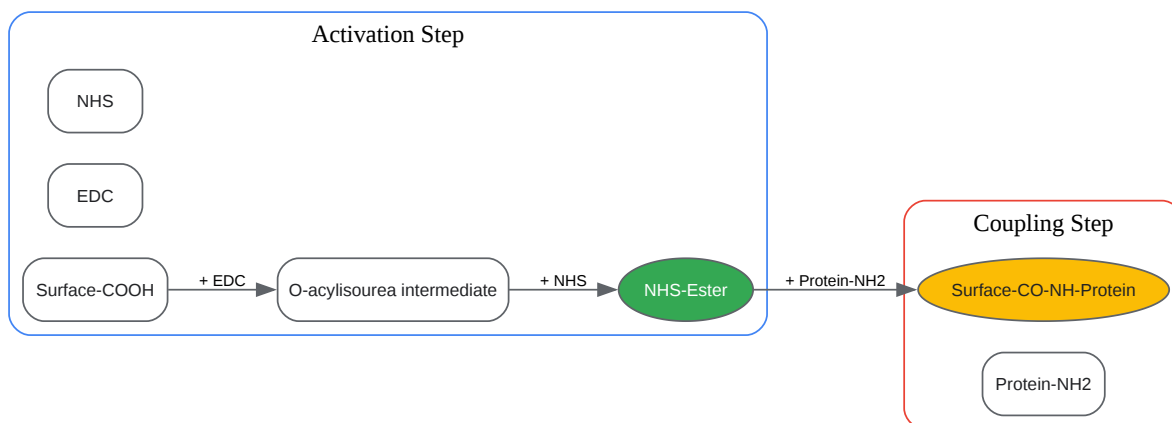 Activation Step
NHS
EDC
Surface-COOH
+ EDC
O-acylisourea intermediate
+ NHS
NHS-Ester
+ Protein-NH2
Coupling Step
Surface-CO-NH-Protein
Protein-NH2